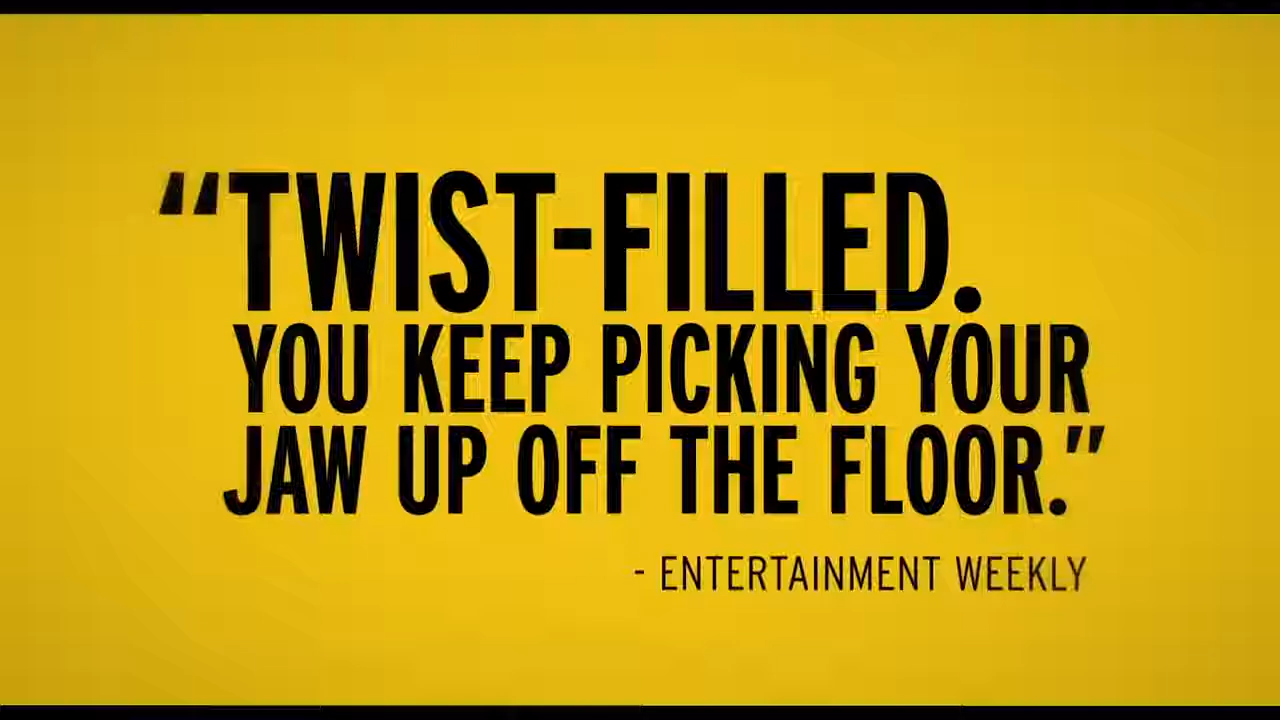 “TWIST-FILLED.
YOU KEEP PICKING YOUR
JAW UP OFF THE FLOOR.”
- ENTERTAINMENT WEEKLY